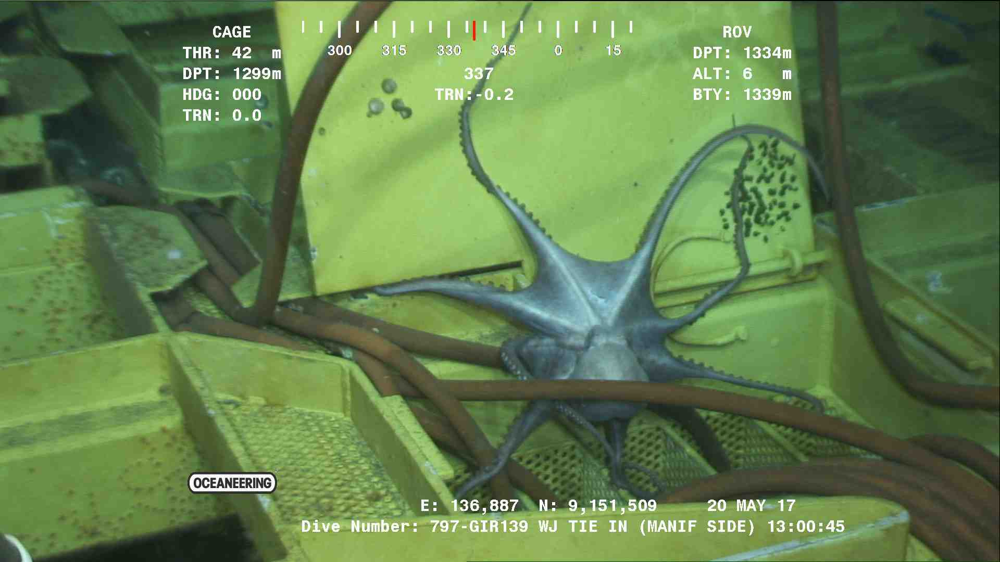 CAGE
THR: 42 m
DPT: 1299m
HDG: 000
TRN: 0.0
300 315 330 345 0 15
337
TRN:-0.2
ROV
DPT: 1334m
ALT: 6 m
BTY: 1339m
OCEANEERING
E: 136,887 N: 9,151,509 20 MAY 17
Dive Number: 797-GIR139 WJ TIE IN (MANIF SIDE) 13:00:45